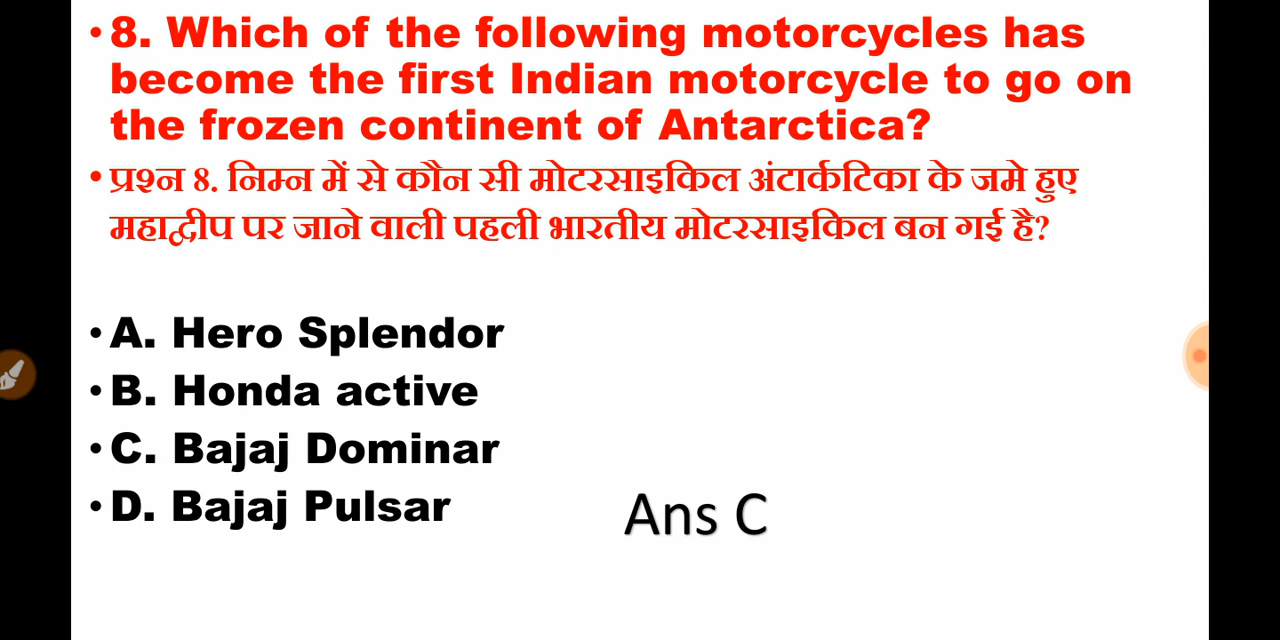 • 8. Which of the following motorcycles has
become the first Indian motorcycle to go on
the frozen continent of Antarctica?
• प्रश्न 8. निम्न में से कौन सी मोटरसाइकिल अंटार्कटिका के जमे हुए
महाद्वीप पर जाने वाली पहली भारतीय मोटरसाइकिल बन गई है?
• A. Hero Splendor
• B. Honda active
• C. Bajaj Dominar
• D. Bajaj Pulsar
Ans C